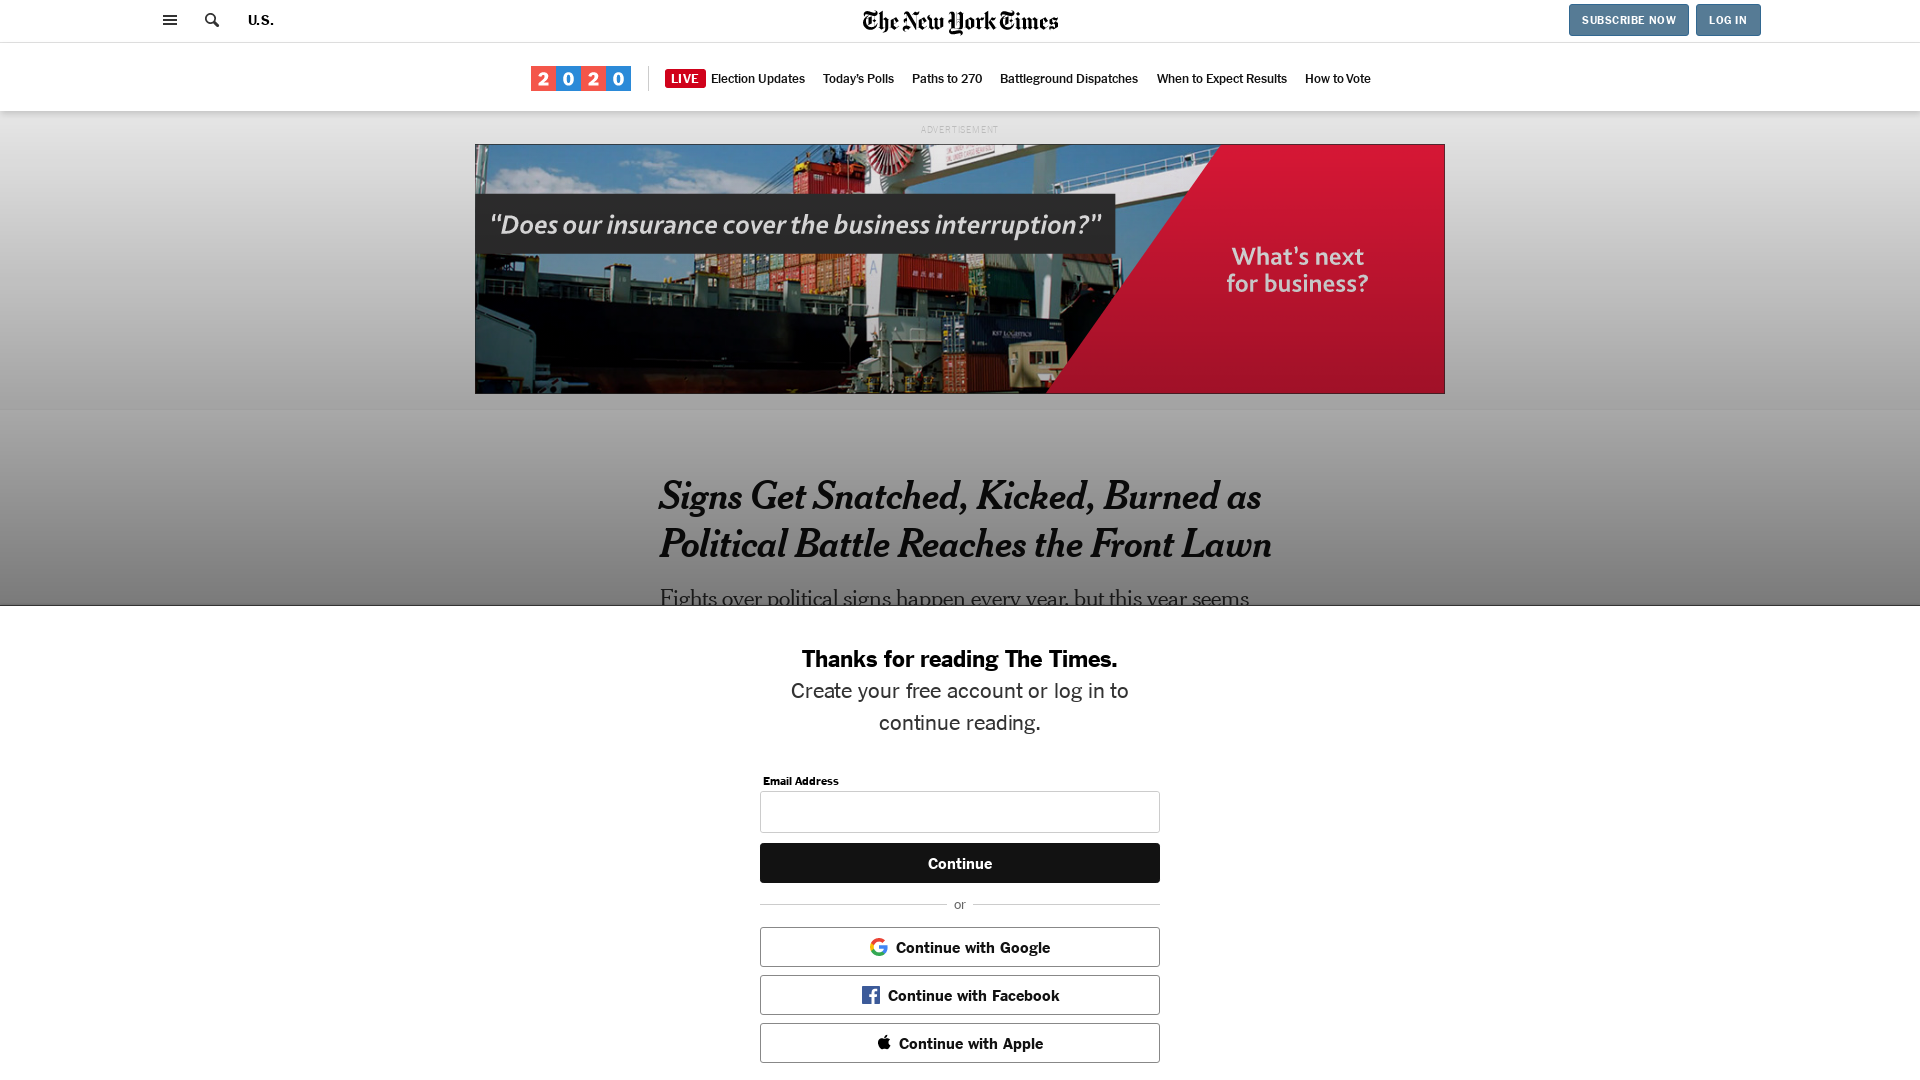 U.S.
The New York Times
SUBSCRIBE NOW
LOG IN
2020
LIVE Election Updates
Today's Polls
Paths to 270
Battleground Dispatches
When to Expect Results
How to Vote
ADVERTISEMENT
“Does our insurance cover the business interruption?”
What's next
for business?
Signs Get Snatched, Kicked, Burned as
Political Battle Reaches the Front Lawn
Fights over political signs happen every year, but this year seems
Thanks for reading The Times.
Create your free account or log in to
continue reading.
Email Address
Continue
or
Continue with Google
Continue with Facebook
Continue with Apple